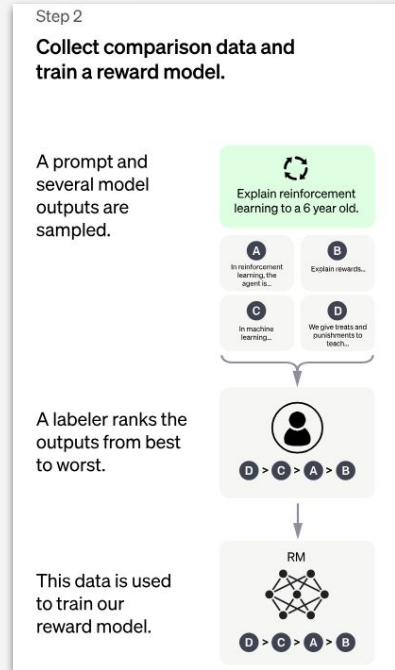 Step 2
Collect comparison data and
train a reward model.
A prompt and
several model
outputs are
sampled.
Explain reinforcement
learning to a 6 year old.
A
In reinforcement
learning, the
agent is...
B
Explain rewards...
C
In machine
learning...
D
We give treats and
punishments to
teach...
A labeler ranks the
outputs from best
to worst.
D > C > A > B
This data is used
to train our
reward model.
RM
D > C > A > B